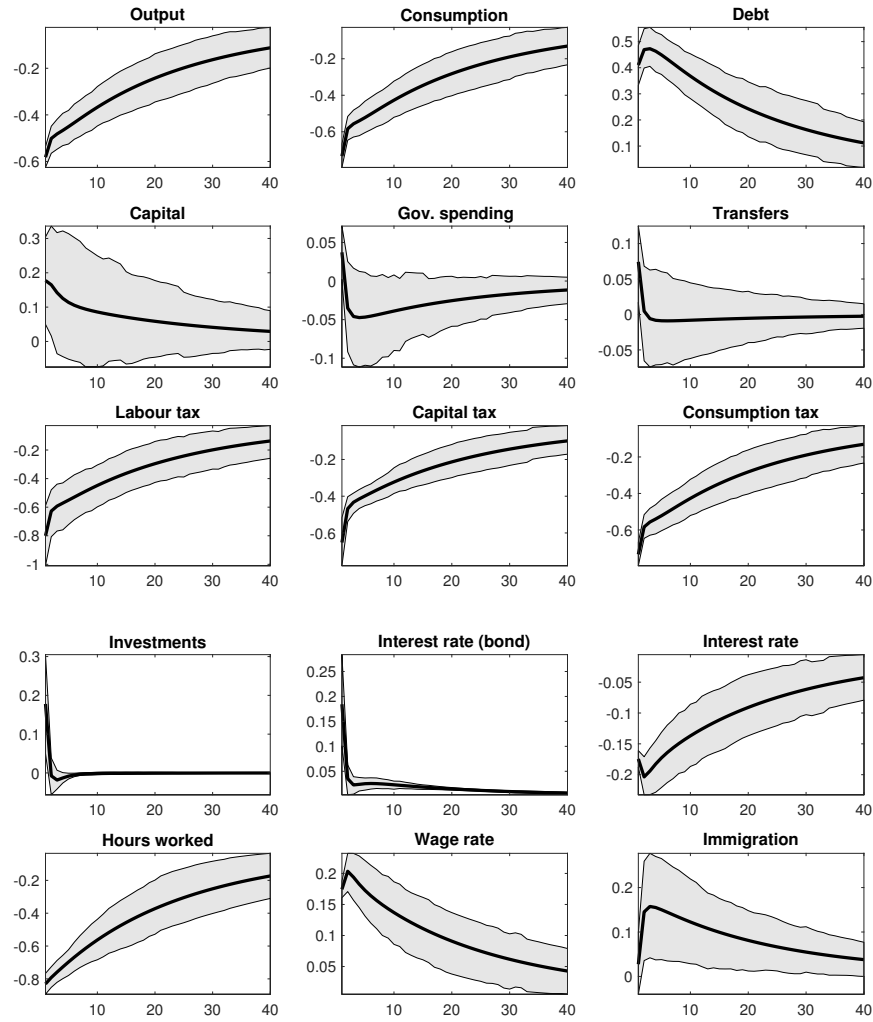 Output Consumption Debt
-0.2 -0.2 0.5
0.4
-0.4 -0.4 0.3
0.2
-0.6 -0.6 0.1
10 20 30 40 10 20 30 40 10 20 30 40
Capital Gov. spending Transfers
0.3 0.05 0.1
0.2 0 0.05
0.1 -0.05 0
0 -0.1 -0.05
10 20 30 40 10 20 30 40 10 20 30 40
Labour tax Capital tax Consumption tax
-0.2 -0.2 -0.2
-0.4 -0.4 -0.4
-0.6 -0.6 -0.6
-0.8
-1
10 20 30 40 10 20 30 40 10 20 30 40
Investments Interest rate (bond) Interest rate
0.3 0.25 -0.05
0.2 0.2 -0.1
0.1 0.15 -0.15
0 0.1 -0.2
0.05
10 20 30 40 10 20 30 40 10 20 30 40
Hours worked Wage rate Immigration
-0.2 0.2 0.2
-0.4 0.15 0.1
-0.6 0.1 0
-0.8 0.05
10 20 30 40 10 20 30 40 10 20 30 40